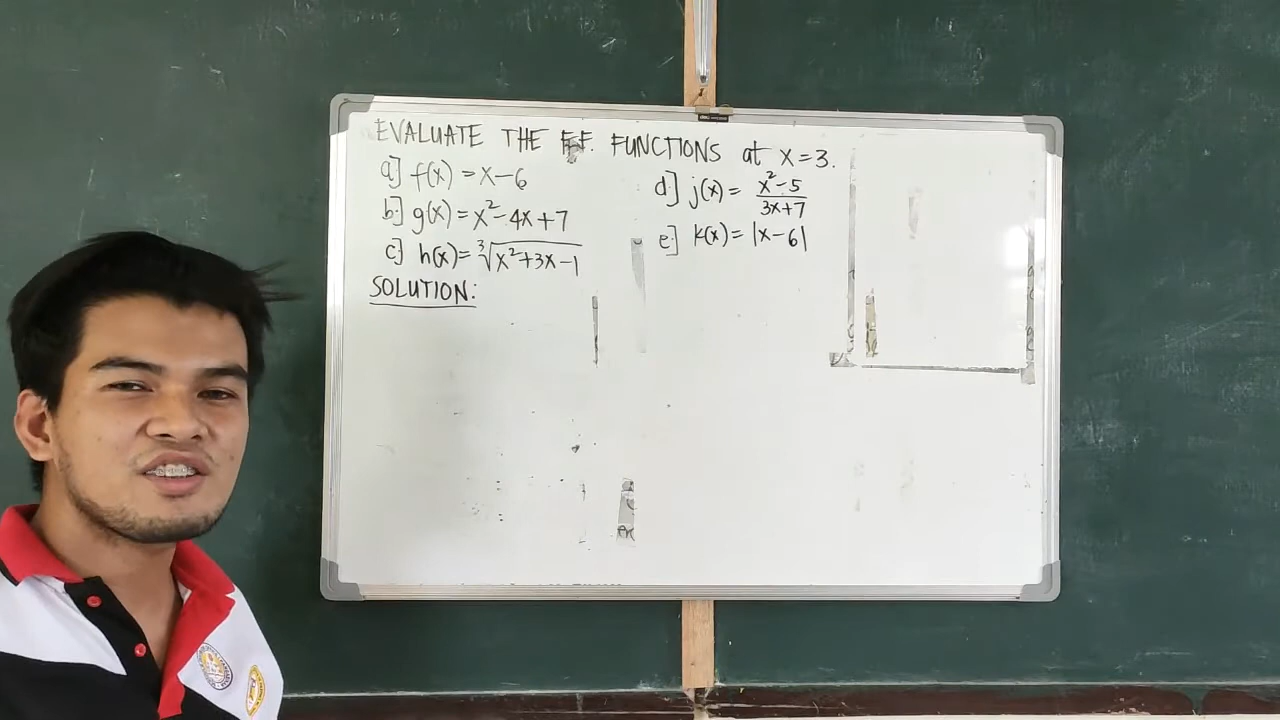 EVALUATE THE F.F. FUNCTIONS at x=3.
a.] f(x) = x-6
b.] g(x) = x²-4x+7
c.] h(x) = ∛(x²+3x-1)
d.] j(x) = (x²-5)/(3x+7)
e.] k(x) = |x-6|
SOLUTION: